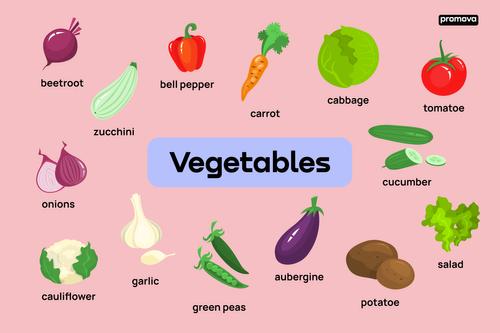 promova
beetroot
bell pepper
carrot
cabbage
tomatoe
zucchini
Vegetables
cucumber
onions
cauliflower
garlic
green peas
aubergine
potatoe
salad